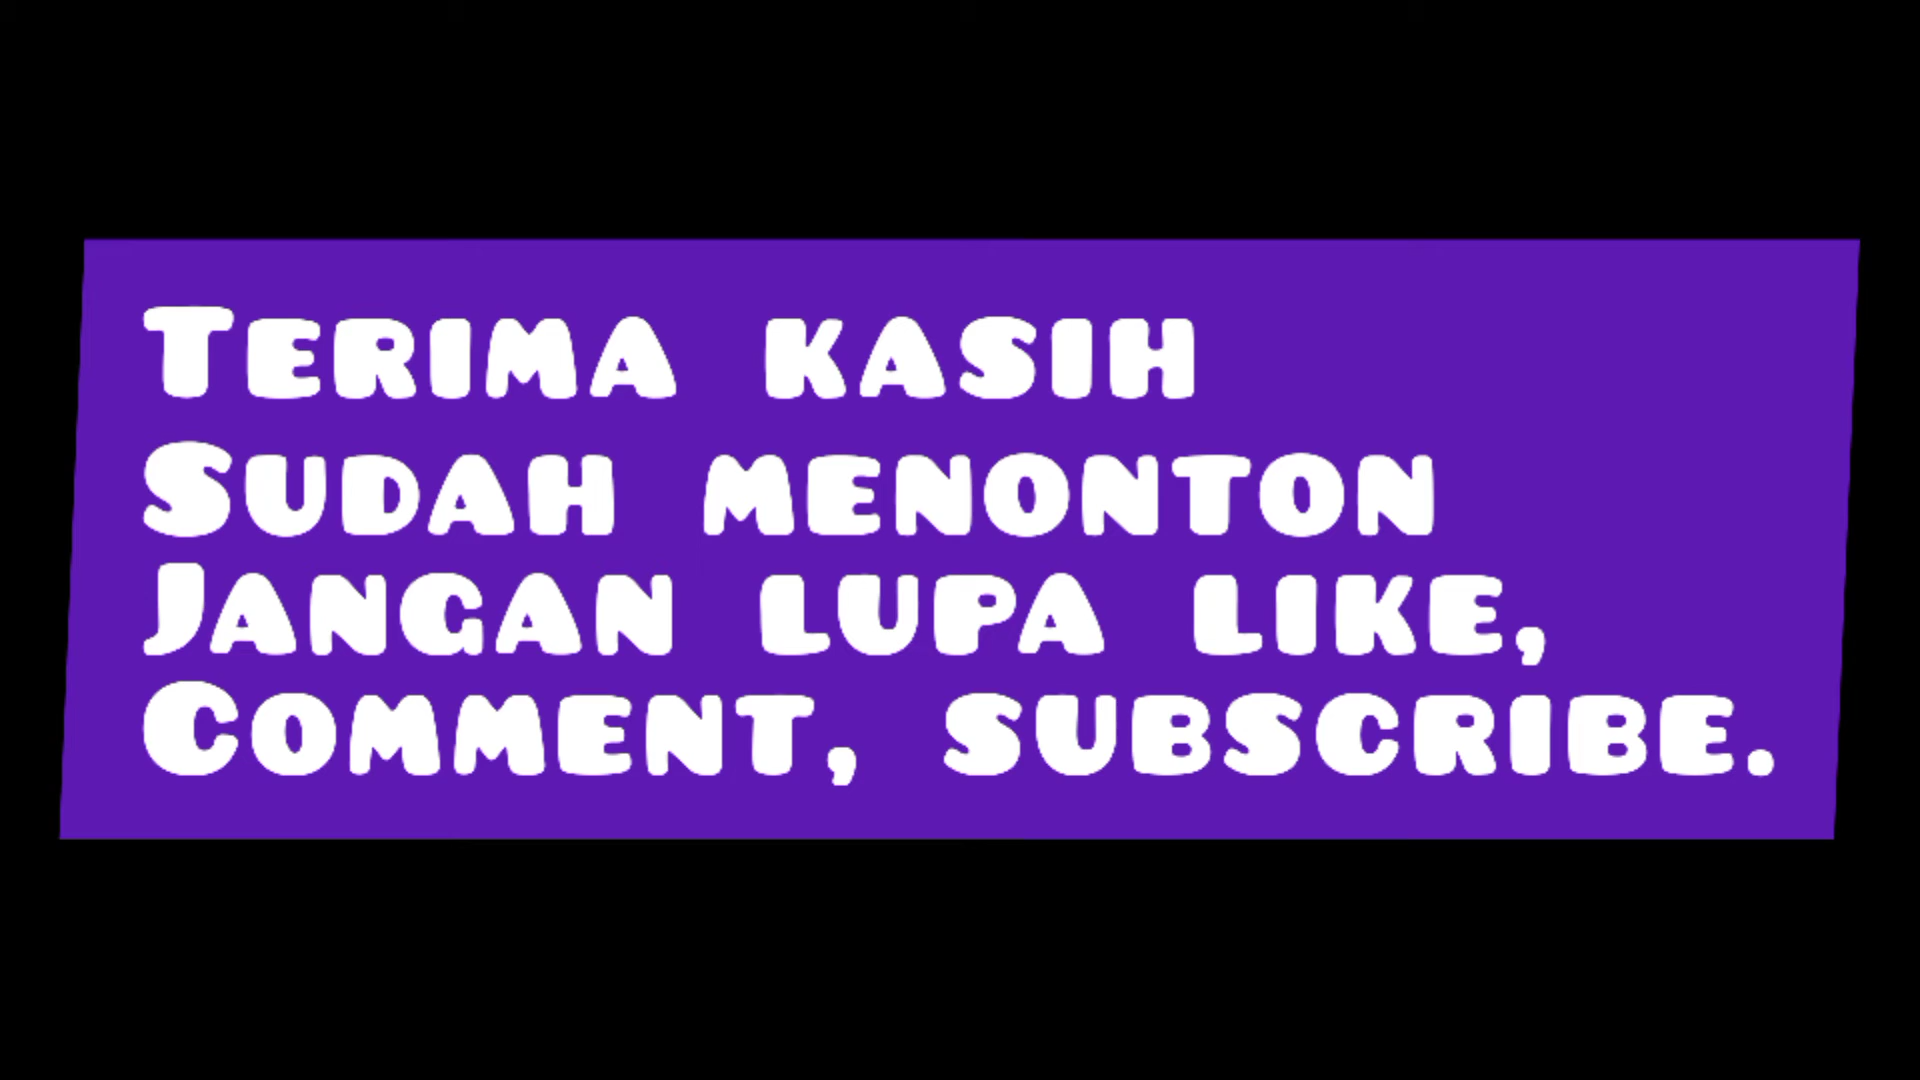 Terima kasih
Sudah menonton
Jangan lupa like,
Comment, subscribe.